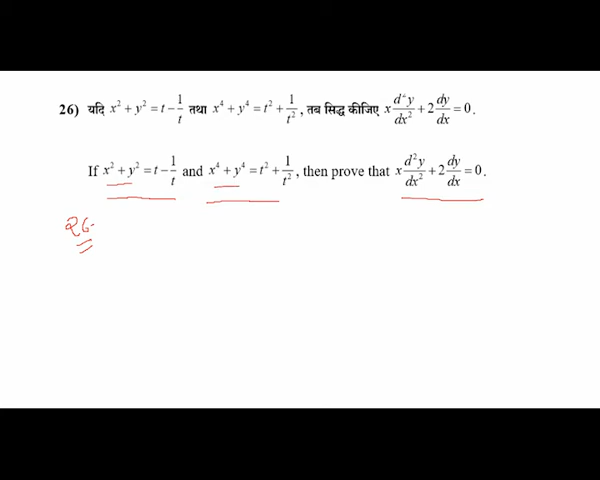 26) यदि x² + y² = t − 1/t तथा x⁴ + y⁴ = t² + 1/t², तब सिद्ध कीजिए x d²y/dx² + 2 dy/dx = 0.
If x² + y² = t − 1/t and x⁴ + y⁴ = t² + 1/t², then prove that x d²y/dx² + 2 dy/dx = 0.
26.